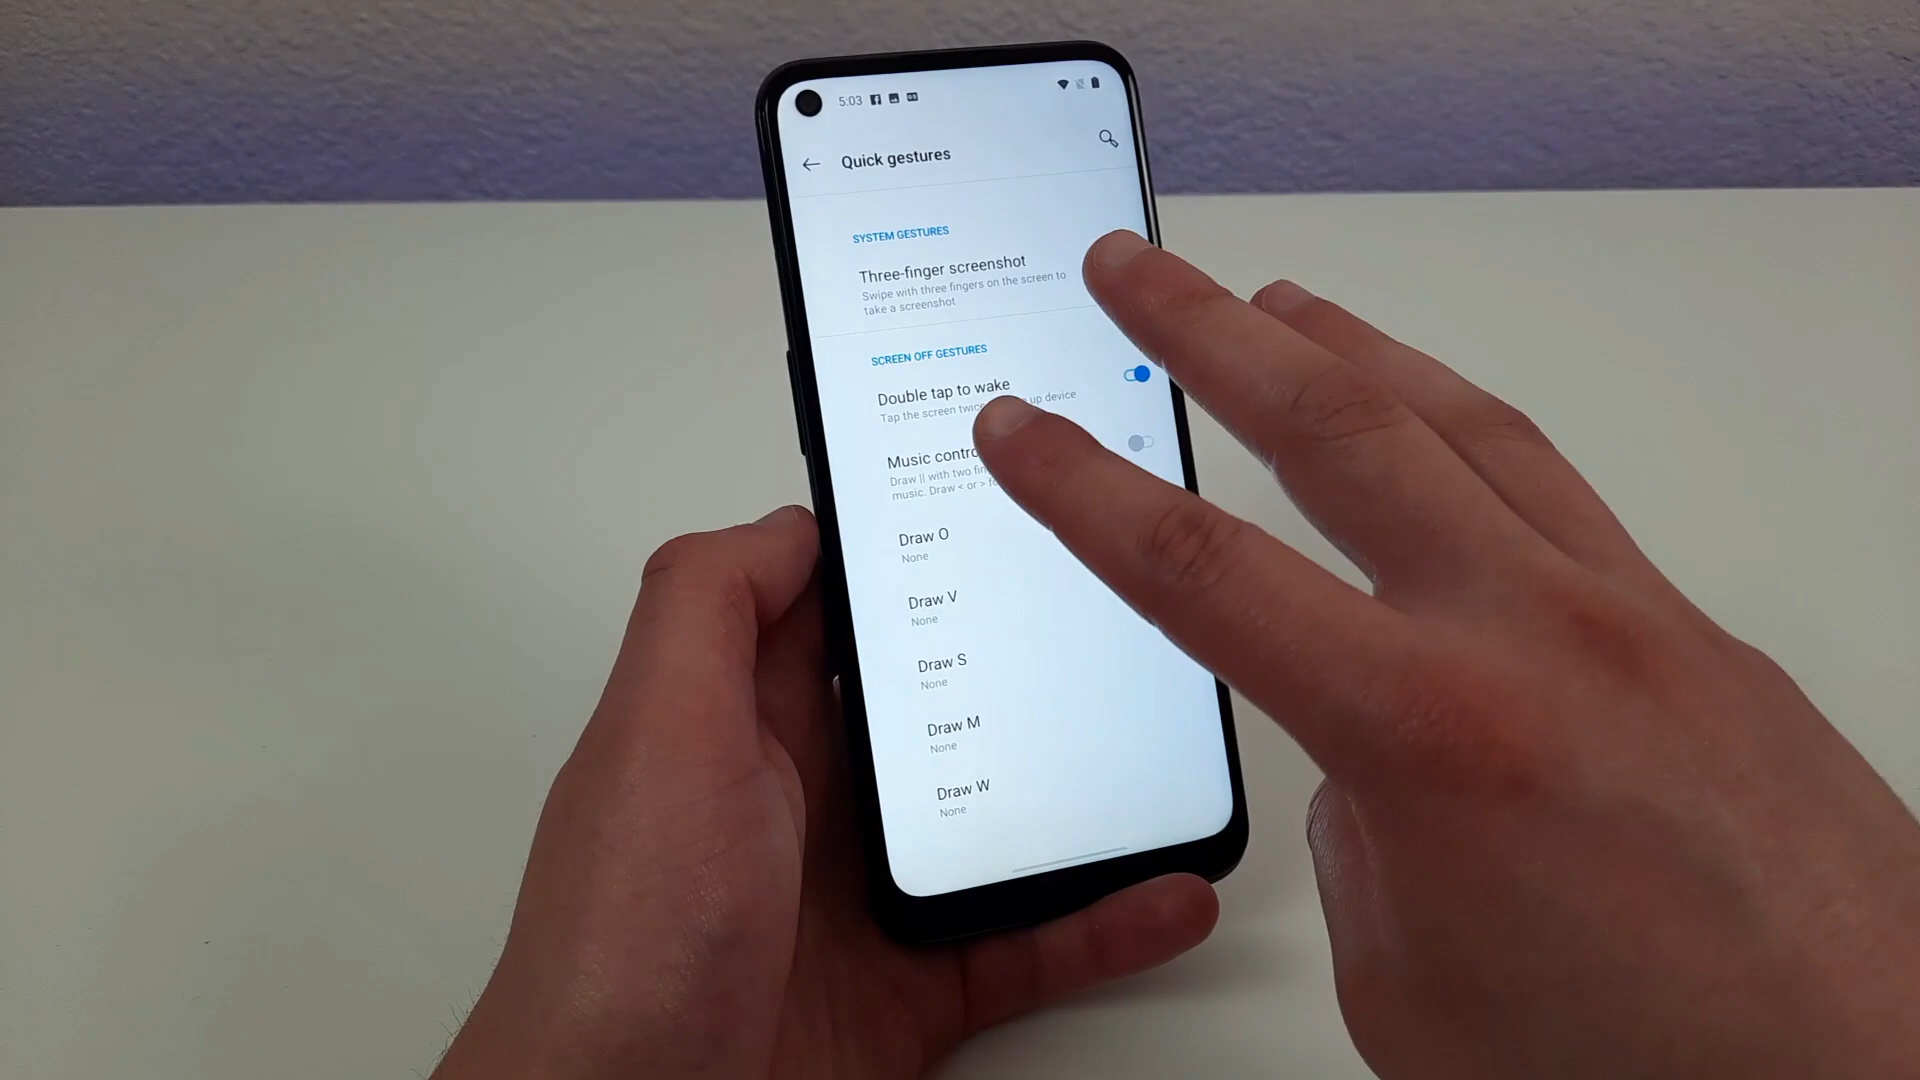 5:03
Quick gestures
SYSTEM GESTURES
Three-finger screenshot
Swipe with three fingers on the screen to
take a screenshot
SCREEN OFF GESTURES
Double tap to wake
Tap the screen twice up device
Music contro
Draw || with two fin
music. Draw < or > fo
Draw O
None
Draw V
None
Draw S
None
Draw M
None
Draw W
None